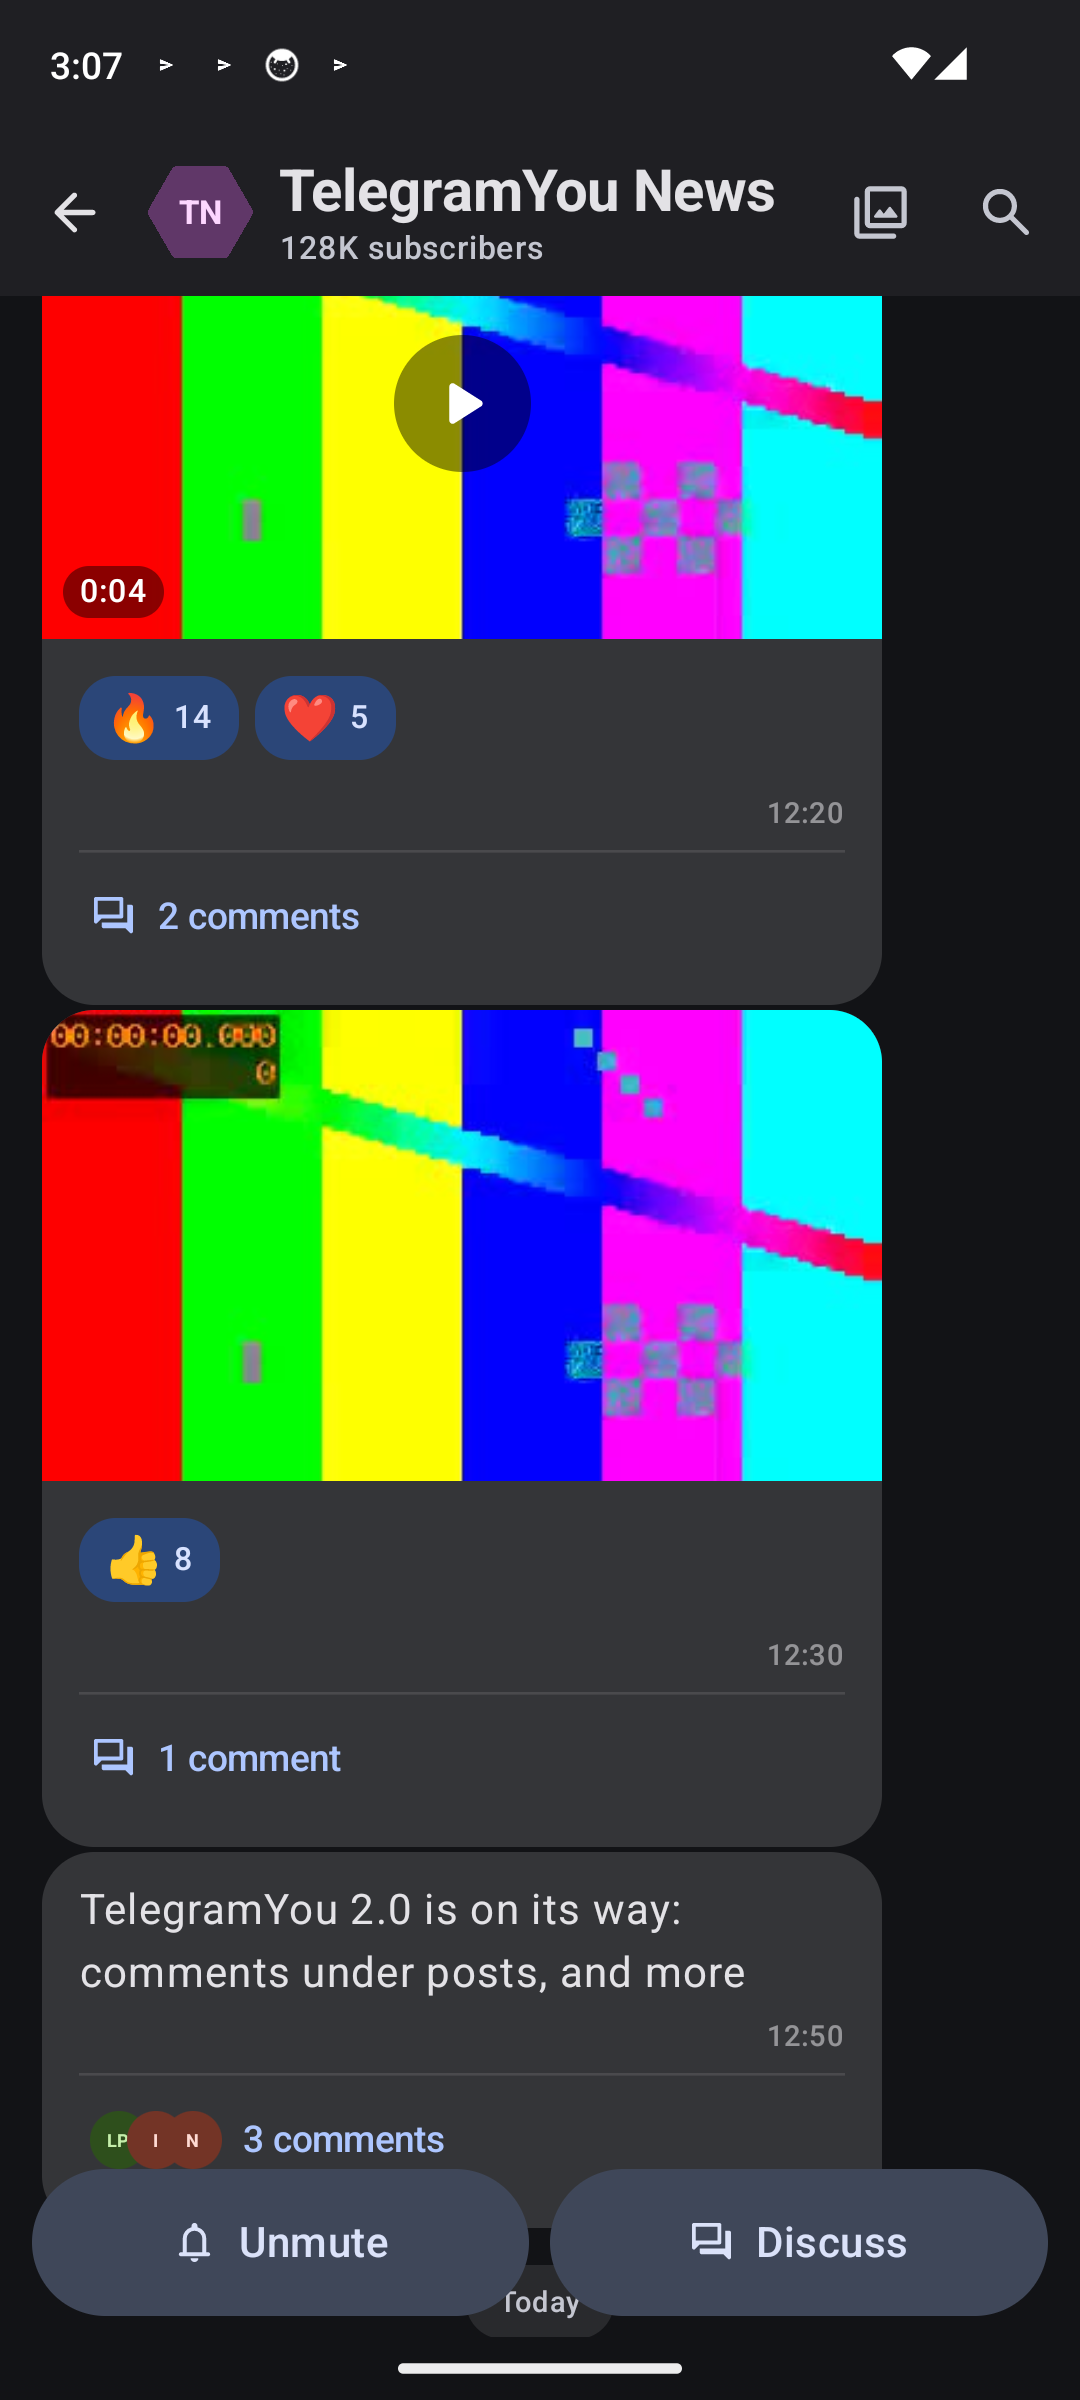 3:07
TN
TelegramYou News
128K subscribers
0:04
14
5
12:20
2 comments
00:00:00.000
0
8
12:30
1 comment
TelegramYou 2.0 is on its way:
comments under posts, and more
12:50
LP I N 3 comments
Unmute
Discuss
Today